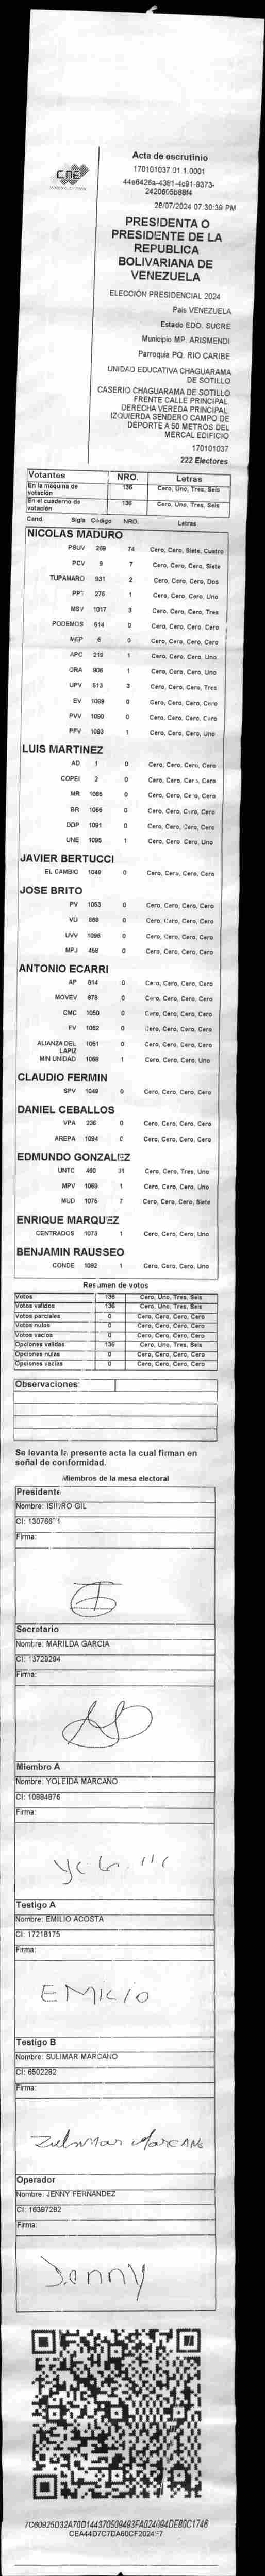 CNE
Acta de escrutinio
170101037.01.1.0001
44e6426a-4381-4c91-9373-
28/07/2024 07:30:39 PM
PRESIDENTA O
PRESIDENTE DE LA
REPUBLICA
BOLIVARIANA DE
VENEZUELA
ELECCIÓN PRESIDENCIAL 2024
Pais VENEZUELA
Estado EDO. SUCRE
Municipio MP. ARISMENDI
Parroquia PQ. RIO CARIBE
UNIDAD EDUCATIVA CHAGUARAMA
DE SOTILLO
CASERIO CHAGUARAMA DE SOTILLO
FRENTE CALLE PRINCIPAL.
DERECHA VEREDA PRINCIPAL.
IZQUIERDA SENDERO CAMPO DE
DEPORTE A 50 METROS DEL
MERCAL EDIFICIO
170101037
222 Electores
Votantes NRO. Letras
En la máquina de votación 136 Cero, Uno, Tres, Seis
En el cuaderno de votación 136 Cero, Uno, Tres, Seis
Cand. Sigla Código NRO. Letras
NICOLAS MADURO
PSUV 269 74 Cero, Cero, Siete, Cuatro
PCV 9 7 Cero, Cero, Cero, Siete
TUPAMARO 931 2 Cero, Cero, Cero, Dos
PPT 276 1 Cero, Cero, Cero, Uno
MSV 1017 3 Cero, Cero, Cero, Tres
PODEMOS 514 0 Cero, Cero, Cero, Cero
MEP 6 0 Cero, Cero, Cero, Cero
APC 219 1 Cero, Cero, Cero, Uno
ORA 906 1 Cero, Cero, Cero, Uno
UPV 513 3 Cero, Cero, Cero, Tres
EV 1089 0 Cero, Cero, Cero, Cero
PVV 1090 0 Cero, Cero, Cero, Cero
PFV 1093 1 Cero, Cero, Cero, Uno
LUIS MARTINEZ
AD 1 0 Cero, Cero, Cero, Cero
COPEI 2 0 Cero, Cero, Cero, Cero
MR 1065 0 Cero, Cero, Cero, Cero
BR 1066 0 Cero, Cero, Cero, Cero
DDP 1091 0 Cero, Cero, Cero, Cero
UNE 1095 1 Cero, Cero, Cero, Uno
JAVIER BERTUCCI
EL CAMBIO 1048 0 Cero, Cero, Cero, Cero
JOSE BRITO
PV 1053 0 Cero, Cero, Cero, Cero
VU 868 0 Cero, Cero, Cero, Cero
UVV 1096 0 Cero, Cero, Cero, Cero
MPJ 458 0 Cero, Cero, Cero, Cero
ANTONIO ECARRI
AP 814 0 Cero, Cero, Cero, Cero
MOVEV 878 0 Cero, Cero, Cero, Cero
CMC 1050 0 Cero, Cero, Cero, Cero
FV 1082 0 Cero, Cero, Cero, Cero
ALIANZA DEL LAPIZ 1051 0 Cero, Cero, Cero, Cero
MIN UNIDAD 1068 1 Cero, Cero, Cero, Uno
CLAUDIO FERMIN
SPV 1049 0 Cero, Cero, Cero, Cero
DANIEL CEBALLOS
VPA 236 0 Cero, Cero, Cero, Cero
AREPA 1094 0 Cero, Cero, Cero, Cero
EDMUNDO GONZALEZ
UNTC 460 31 Cero, Cero, Tres, Uno
MPV 1069 1 Cero, Cero, Cero, Uno
MUD 1075 7 Cero, Cero, Cero, Siete
ENRIQUE MARQUEZ
CENTRADOS 1073 1 Cero, Cero, Cero, Uno
BENJAMIN RAUSSEO
CONDE 1092 1 Cero, Cero, Cero, Uno
Resumen de votos
Votos 136 Cero, Uno, Tres, Seis
Votos validos 136 Cero, Uno, Tres, Seis
Votos parciales 0 Cero, Cero, Cero, Cero
Votos nulos 0 Cero, Cero, Cero, Cero
Votos vacios 0 Cero, Cero, Cero, Cero
Opciones validas 136 Cero, Uno, Tres, Seis
Opciones nulas 0 Cero, Cero, Cero, Cero
Opciones vacias 0 Cero, Cero, Cero, Cero
Observaciones:
Se levanta la presente acta la cual firman en
señal de conformidad.
Miembros de la mesa electoral
Presidente
Nombre: ISIDRO GIL
CI:
Firma:
Secretario
Nombre: MARILDA GARCIA
CI: 13729294
Firma:
Miembro A
Nombre: YOLEIDA MARCANO
CI: 10884876
Firma:
Testigo A
Nombre: EMILIO ACOSTA
CI: 17218175
Firma:
EMILIO
Testigo B
Nombre: SULIMAR MARCANO
CI: 6502282
Firma:
Zulimar Marcano
Operador
Nombre: JENNY FERNANDEZ
CI: 16397282
Firma:
Jenny